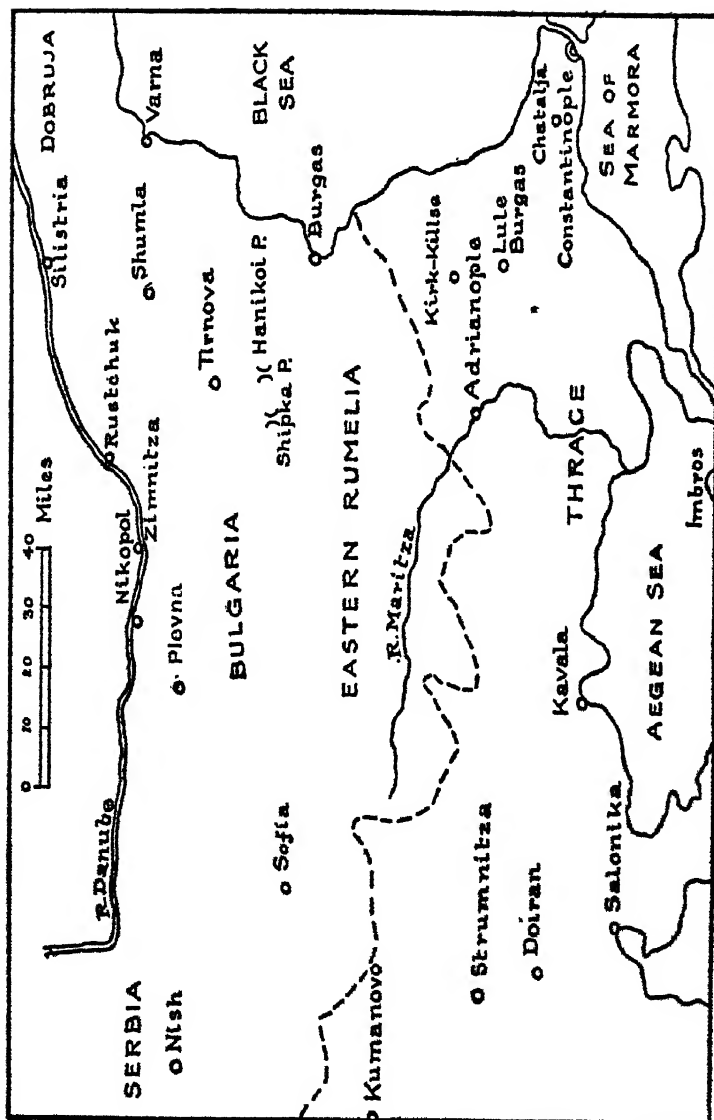 0 10 20 30 40 Miles
DOBRUJA
Silistria
Varna
R. Danube
Nikopol
Zimnitza
Rustchuk
Shumla
Plevna
Tirnova
SERBIA
Nish
BULGARIA
Sofia
Shipka P.
Hanikoi P.
BLACK
SEA
Burgas
EASTERN RUMELIA
Kumanovo
R. Maritza
Kirk-Killse
Adrianople
Lule
Burgas
Chatalja
Constantinople
Strumnitza
Doiran
THRACE
SEA OF
MARMORA
Kavala
Salonika
AEGEAN SEA
Imbros